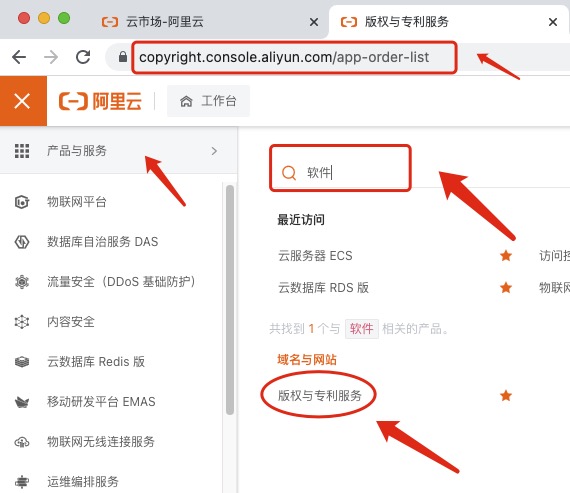 云市场-阿里云
版权与专利服务
copyright.console.aliyun.com/app-order-list
阿里云
工作台
产品与服务
软件
物联网平台
最近访问
数据库自治服务 DAS
云服务器 ECS
访问控
流量安全（DDoS 基础防护）
云数据库 RDS 版
物联网
内容安全
共找到 1 个与 软件 相关的产品。
云数据库 Redis 版
域名与网站
移动研发平台 EMAS
版权与专利服务
物联网无线连接服务
运维编排服务